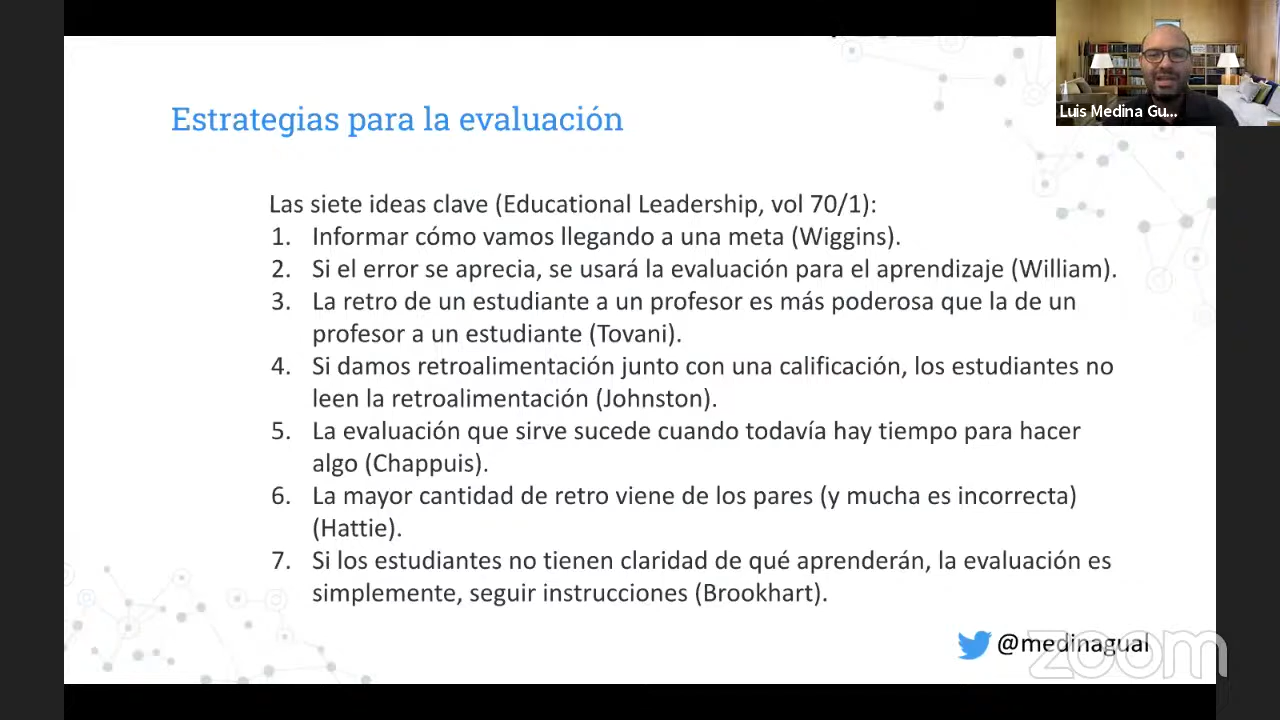 Luis Medina Gu...
Estrategias para la evaluación
Las siete ideas clave (Educational Leadership, vol 70/1):
1. Informar cómo vamos llegando a una meta (Wiggins).
2. Si el error se aprecia, se usará la evaluación para el aprendizaje (William).
3. La retro de un estudiante a un profesor es más poderosa que la de un
profesor a un estudiante (Tovani).
4. Si damos retroalimentación junto con una calificación, los estudiantes no
leen la retroalimentación (Johnston).
5. La evaluación que sirve sucede cuando todavía hay tiempo para hacer
algo (Chappuis).
6. La mayor cantidad de retro viene de los pares (y mucha es incorrecta)
(Hattie).
7. Si los estudiantes no tienen claridad de qué aprenderán, la evaluación es
simplemente, seguir instrucciones (Brookhart).
@medinagual
zoom